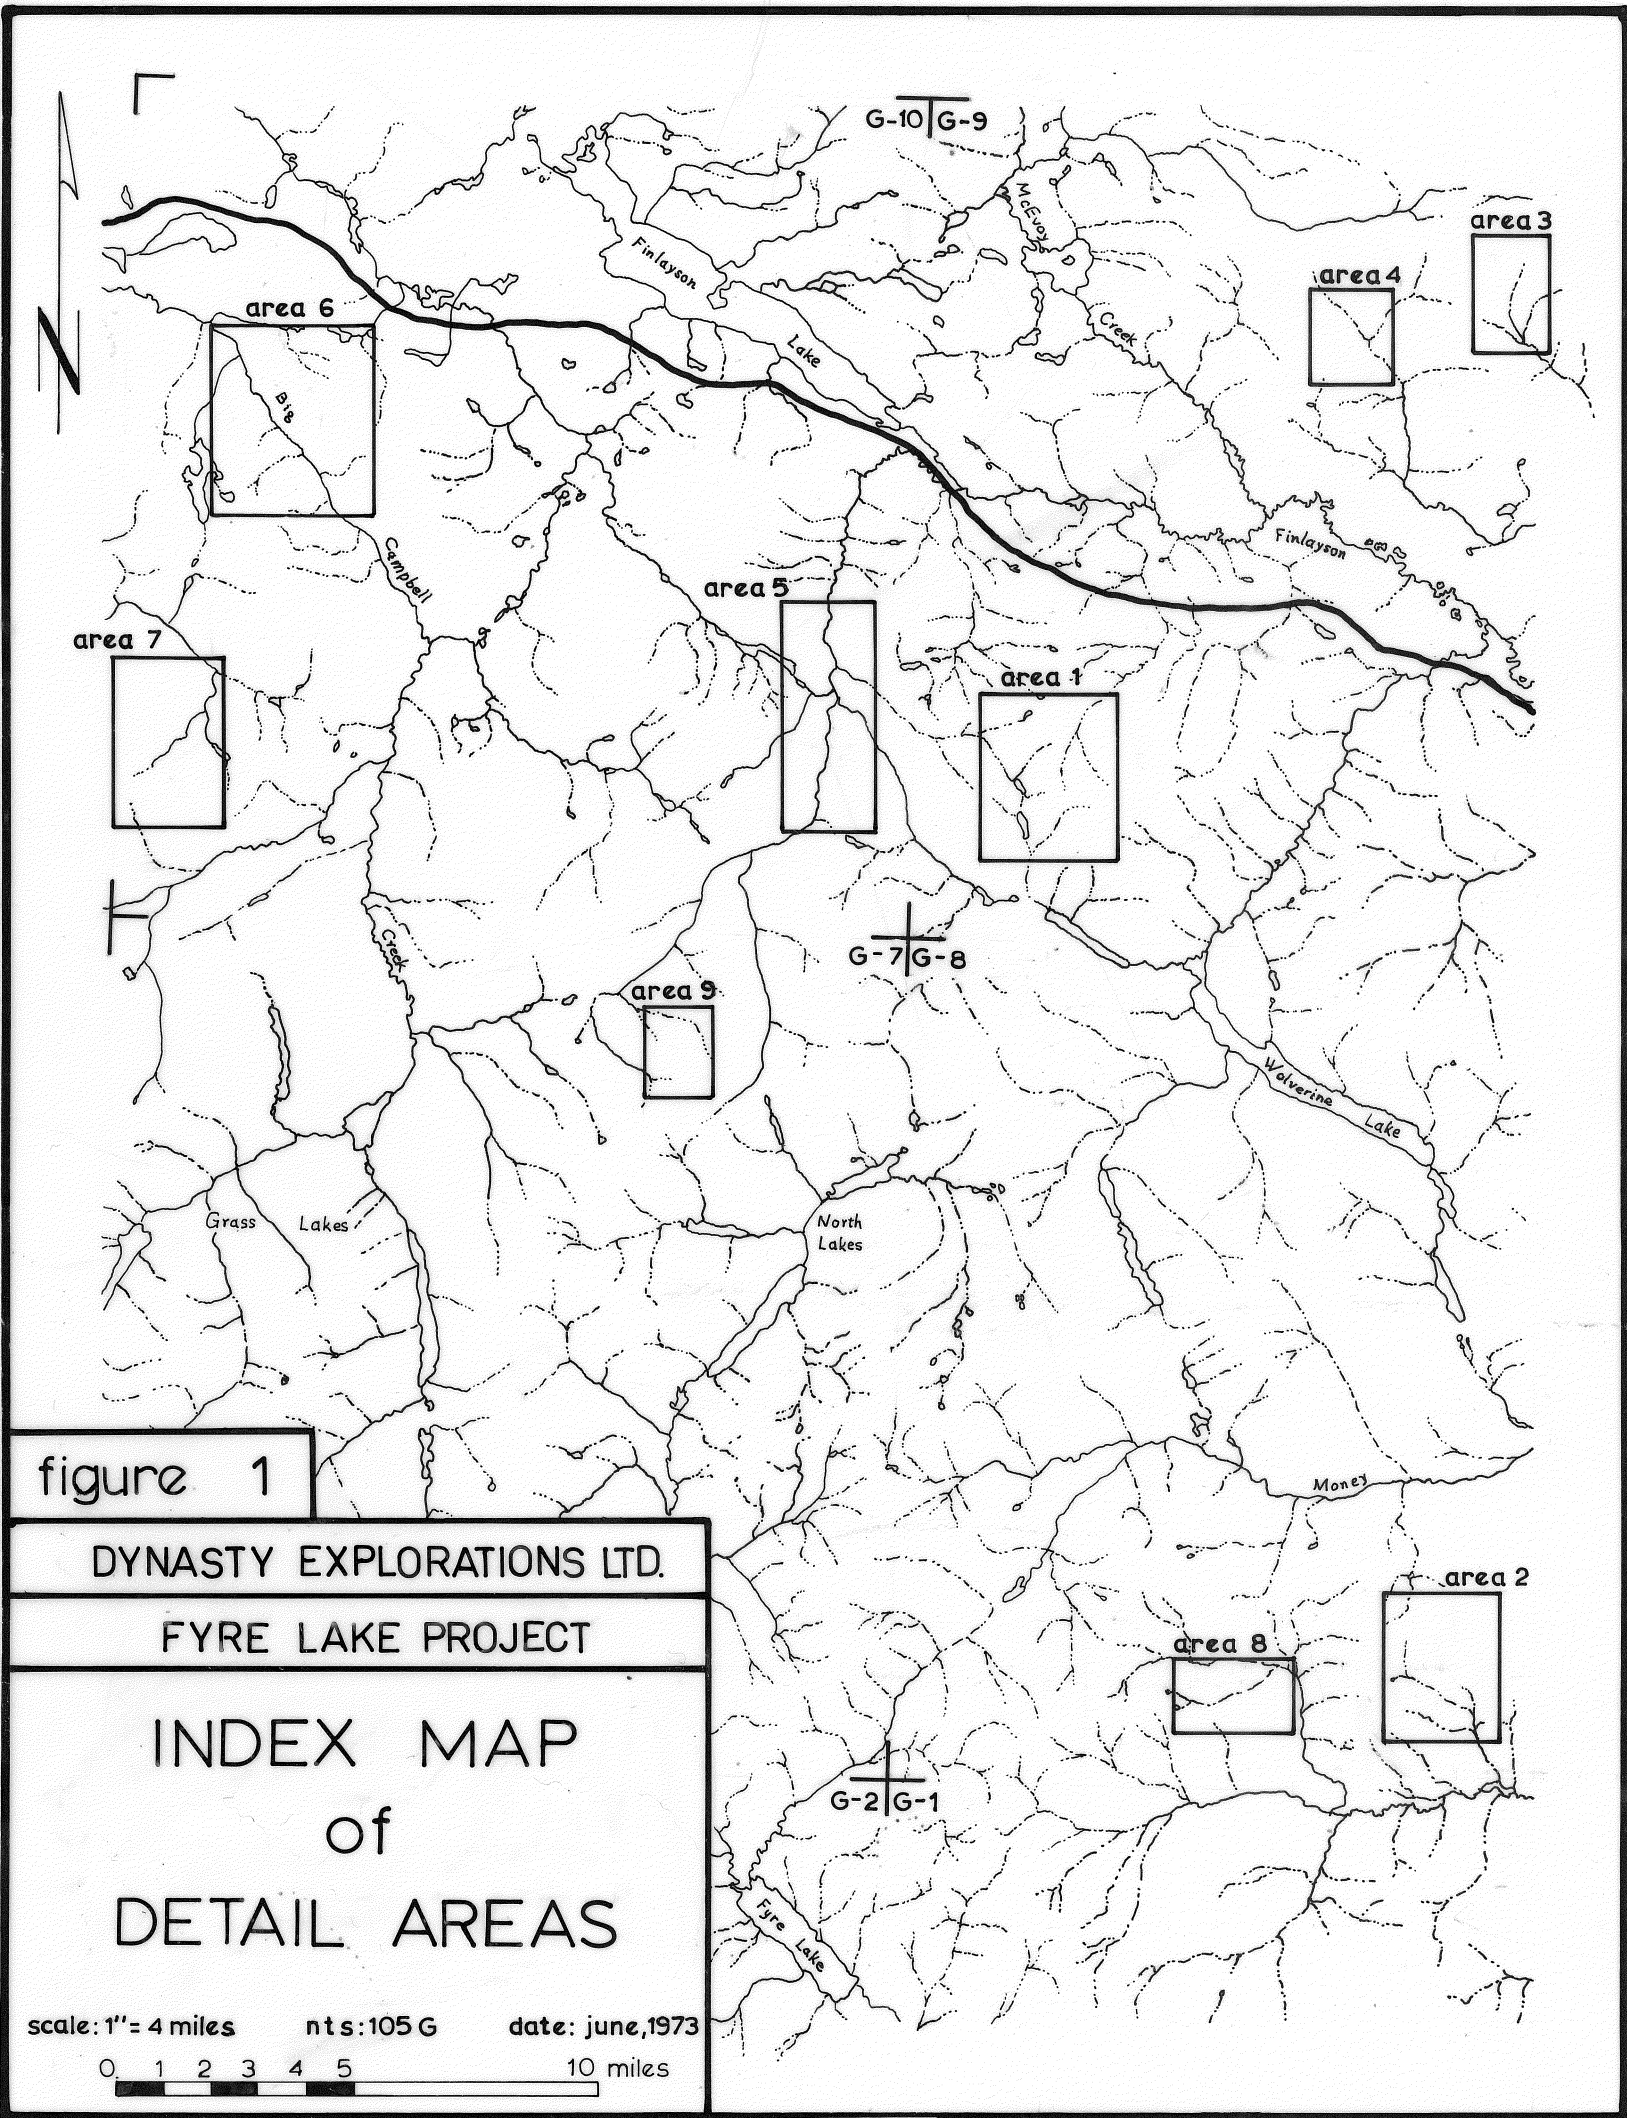 G-10 G-9
McEvoy
area 3
Finlayson
area 4
area 6
Creek
Lake
Big
Finlayson
Campbell
area 5
area 7
area 1
Creek
G-7 G-8
area 9
Wolverine
Lake
Grass Lakes
North
Lakes
N
figure 1
Money
DYNASTY EXPLORATIONS LTD.
area 2
FYRE LAKE PROJECT
area 8
INDEX MAP
of
G-2 G-1
DETAIL AREAS
Fyre
Lake
scale: 1"= 4 miles nts: 105 G date: june, 1973
0 1 2 3 4 5 10 miles